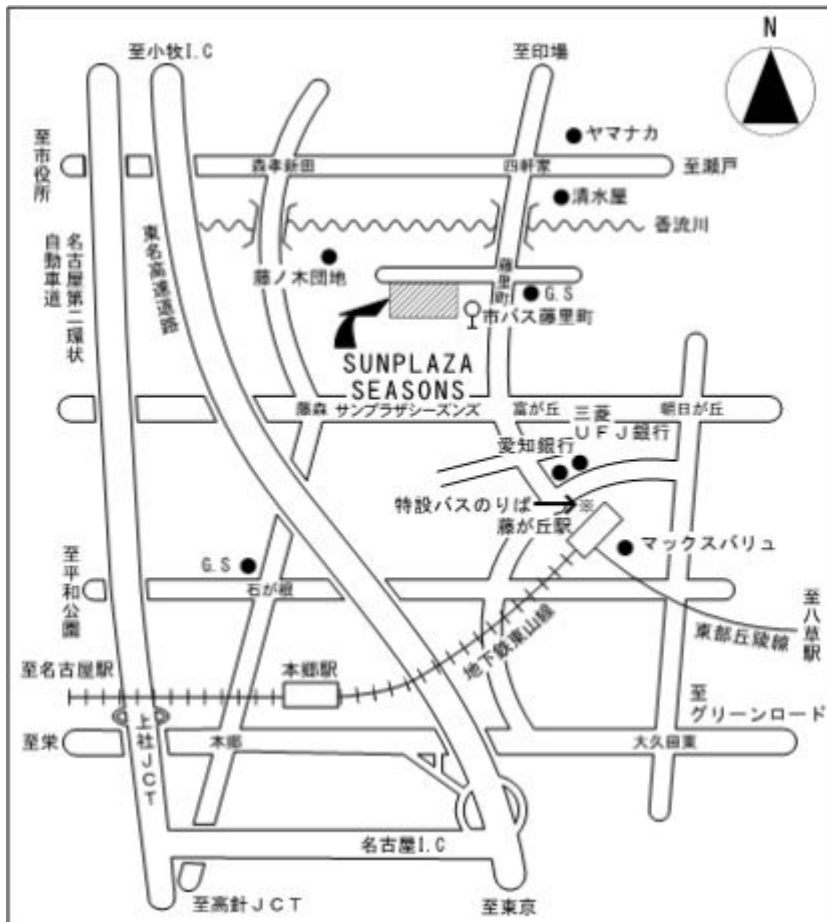 至小牧I.C
至印場
N
ヤマナカ
至市役所
森孝新田
四軒家
至瀬戸
清水屋
香流川
名古屋第二環状
自動車道
東名高速道路
藤ノ木団地
藤里町
G.S
市バス藤里町
SUNPLAZA
SEASONS
藤森
サンプラザシーズンズ
富が丘
三菱
UFJ銀行
朝日が丘
愛知銀行
特設バスのりば
※
藤が丘駅
マックスバリュ
至平和公園
G.S
石が根
至八草駅
東部丘陵線
地下鉄東山線
至名古屋駅
本郷駅
至
グリーンロード
至栄
上社JCT
本郷
大久田東
名古屋I.C
至高針JCT
至東京